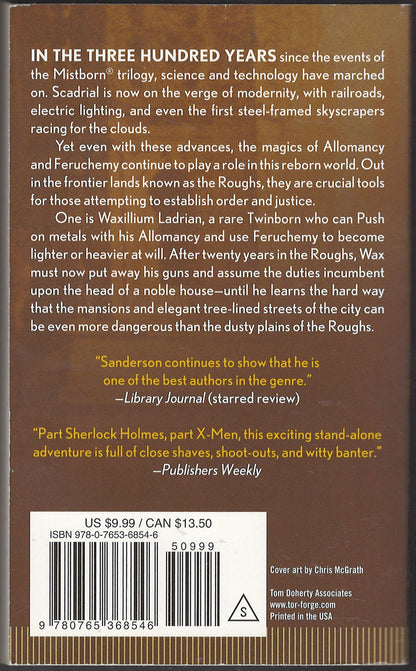 IN THE THREE HUNDRED YEARS since the events of
the Mistborn® trilogy, science and technology have marched
on. Scadrial is now on the verge of modernity, with railroads,
electric lighting, and even the first steel-framed skyscrapers
racing for the clouds.
Yet even with these advances, the magics of Allomancy
and Feruchemy continue to play a role in this reborn world. Out
in the frontier lands known as the Roughs, they are crucial tools
for those attempting to establish order and justice.
One is Waxillium Ladrian, a rare Twinborn who can Push
on metals with his Allomancy and use Feruchemy to become
lighter or heavier at will. After twenty years in the Roughs, Wax
must now put away his guns and assume the duties incumbent
upon the head of a noble house—until he learns the hard way
that the mansions and elegant tree-lined streets of the city can
be even more dangerous than the dusty plains of the Roughs.
“Sanderson continues to show that he is
one of the best authors in the genre.”
—Library Journal (starred review)
“Part Sherlock Holmes, part X-Men, this exciting stand-alone
adventure is full of close shaves, shoot-outs, and witty banter.”
—Publishers Weekly
US $9.99 / CAN $13.50
ISBN 978-0-7653-6854-6
50999
9 780765 368546
S
Cover art by Chris McGrath
Tom Doherty Associates
www.tor-forge.com
Printed in the USA